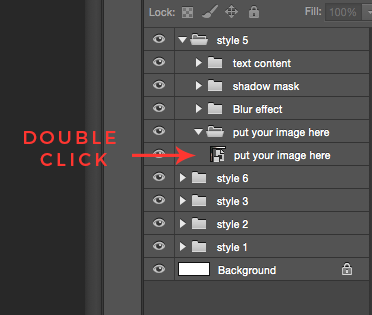 Lock: Fill: 100%
style 5
text content
shadow mask
Blur effect
put your image here
DOUBLE
CLICK
put your image here
style 6
style 3
style 2
style 1
Background